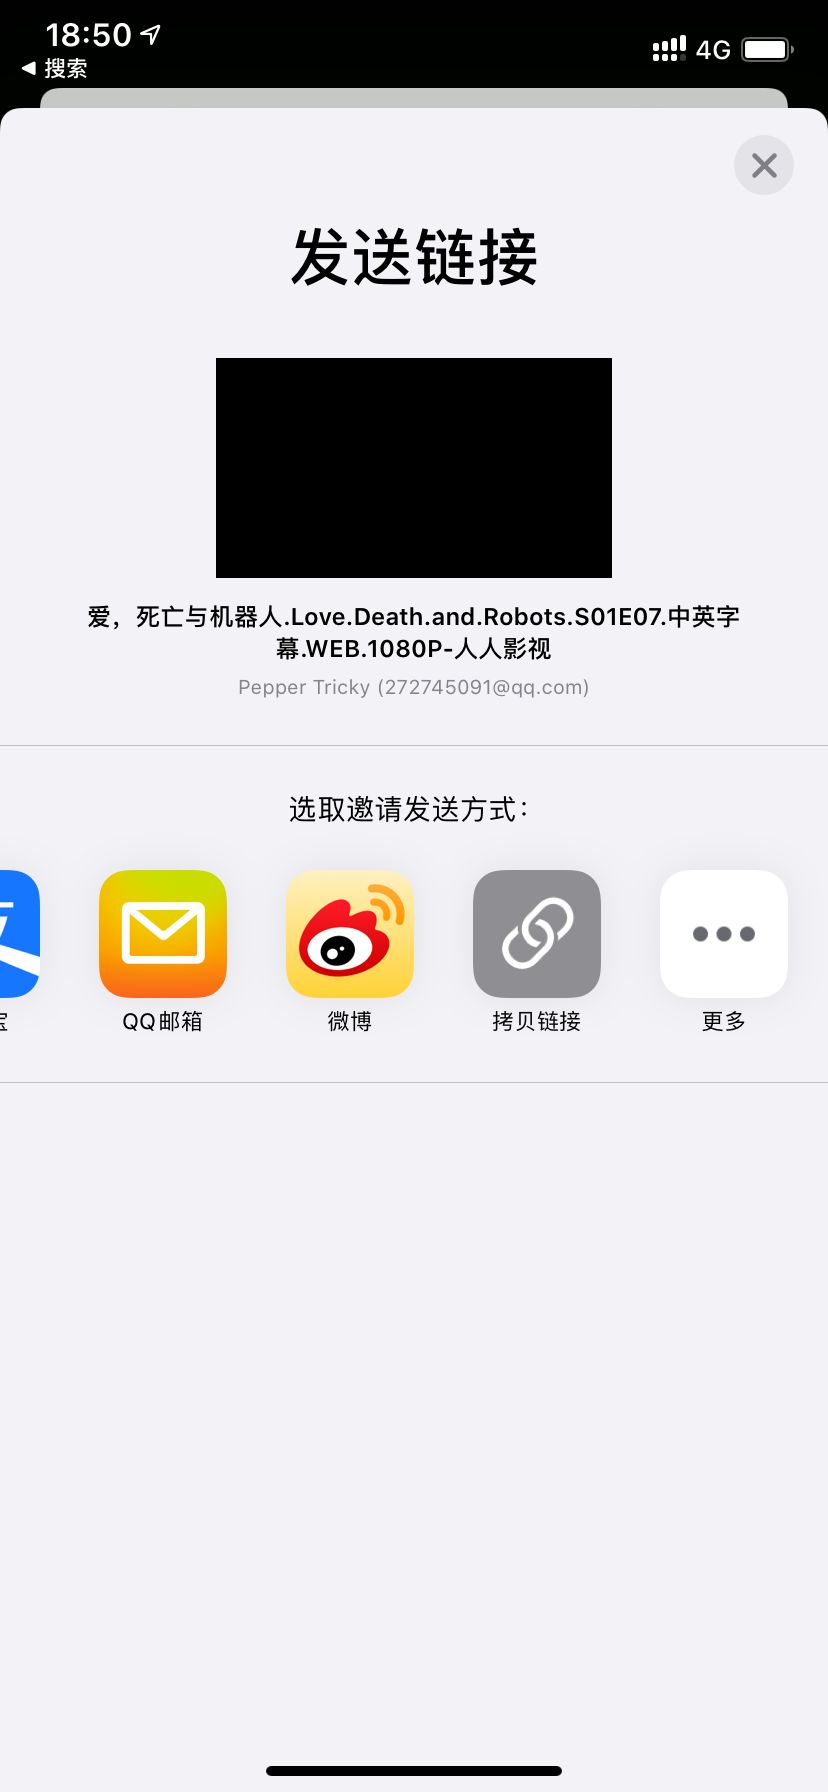 18:50
4G
搜索
发送链接
爱，死亡与机器人.Love.Death.and.Robots.S01E07.中英字
幕.WEB.1080P-人人影视
Pepper Tricky (272745091@qq.com)
选取邀请发送方式：
宝
QQ邮箱
微博
拷贝链接
更多